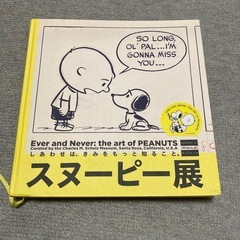 SO LONG,
OL' PAL...I'M
GONNA MISS
YOU...
Ever and Never: the art of PEANUTS
Curated by the Charles M. Schulz Museum, Santa Rosa, California, U.S.A
しあわせは、きみをもっと知ること。
スヌーピー展